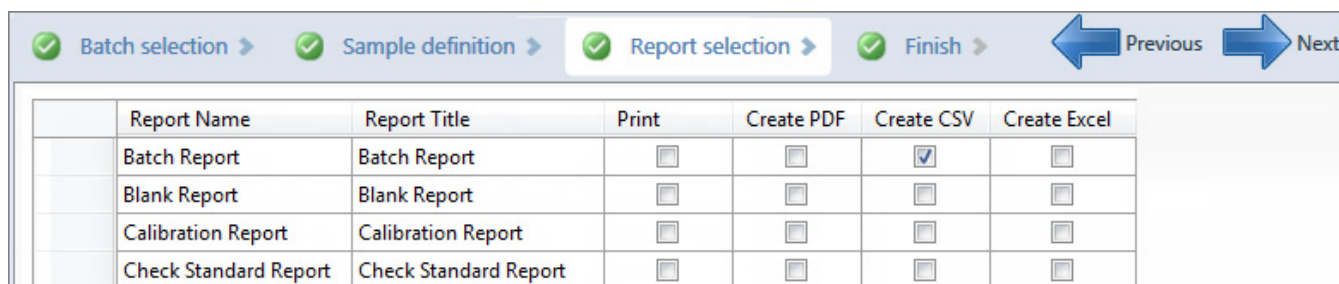 Batch selection Sample definition Report selection Finish Previous Next
Report Name Report Title Print Create PDF Create CSV Create Excel
Batch Report Batch Report
Blank Report Blank Report
Calibration Report Calibration Report
Check Standard Report Check Standard Report